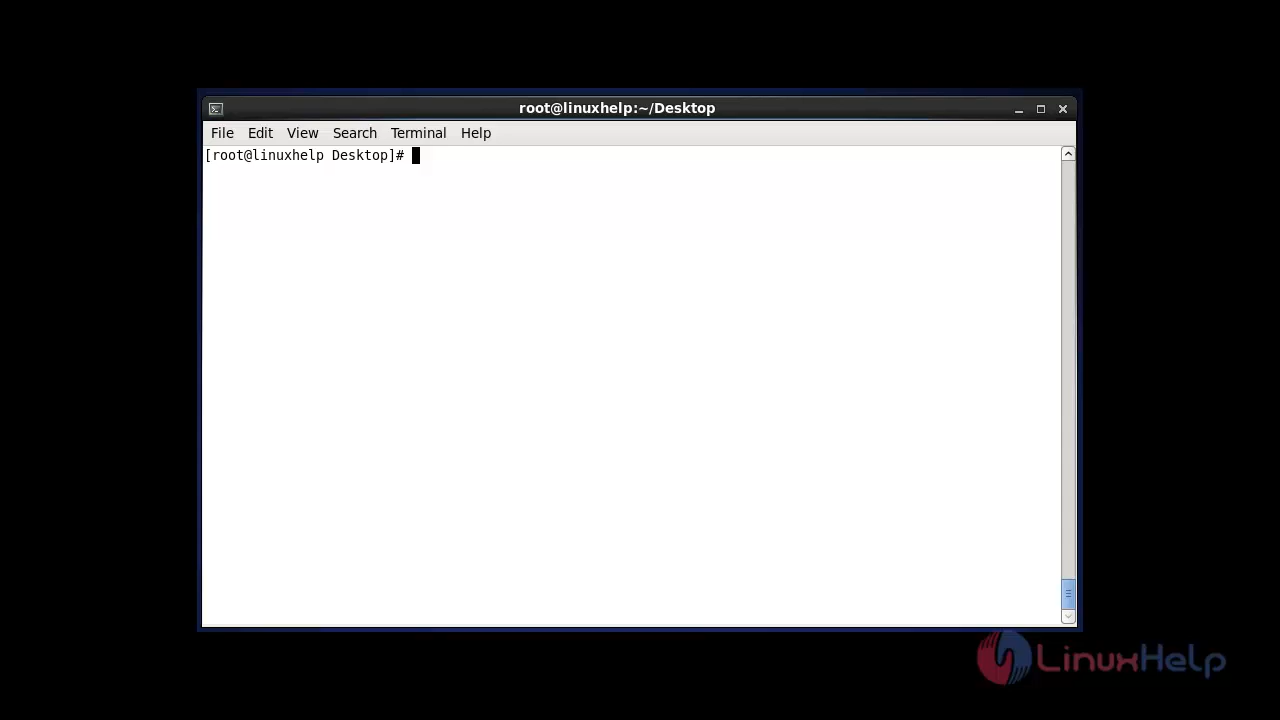 root@linuxhelp:~/Desktop
File Edit View Search Terminal Help
[root@linuxhelp Desktop]#
LinuxHelp